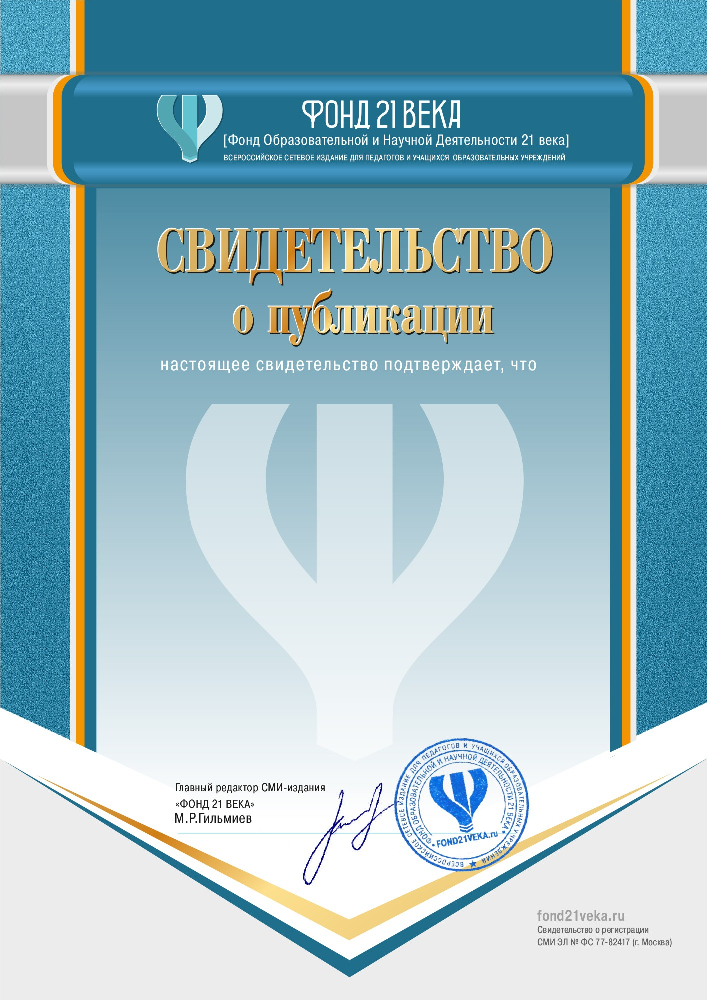 ФОНД 21 ВЕКА
[Фонд Образовательной и Научной Деятельности 21 века]
ВСЕРОССИЙСКОЕ СЕТЕВОЕ ИЗДАНИЕ ДЛЯ ПЕДАГОГОВ И УЧАЩИХСЯ ОБРАЗОВАТЕЛЬНЫХ УЧРЕЖДЕНИЙ
СВИДЕТЕЛЬСТВО
о публикации
настоящее свидетельство подтверждает, что
Главный редактор СМИ-издания
«ФОНД 21 ВЕКА»
М.Р.Гильмиев
ВСЕРОССИЙСКОЕ СЕТЕВОЕ ИЗДАНИЕ ДЛЯ ПЕДАГОГОВ И УЧАЩИХСЯ ОБРАЗОВАТЕЛЬНЫХ УЧРЕЖДЕНИЙ
ФОНД ОБРАЗОВАТЕЛЬНОЙ И НАУЧНОЙ ДЕЯТЕЛЬНОСТИ 21 ВЕКА
FOND21VEKA.ru
fond21veka.ru
Свидетельство о регистрации
СМИ ЭЛ № ФС 77-82417 (г. Москва)